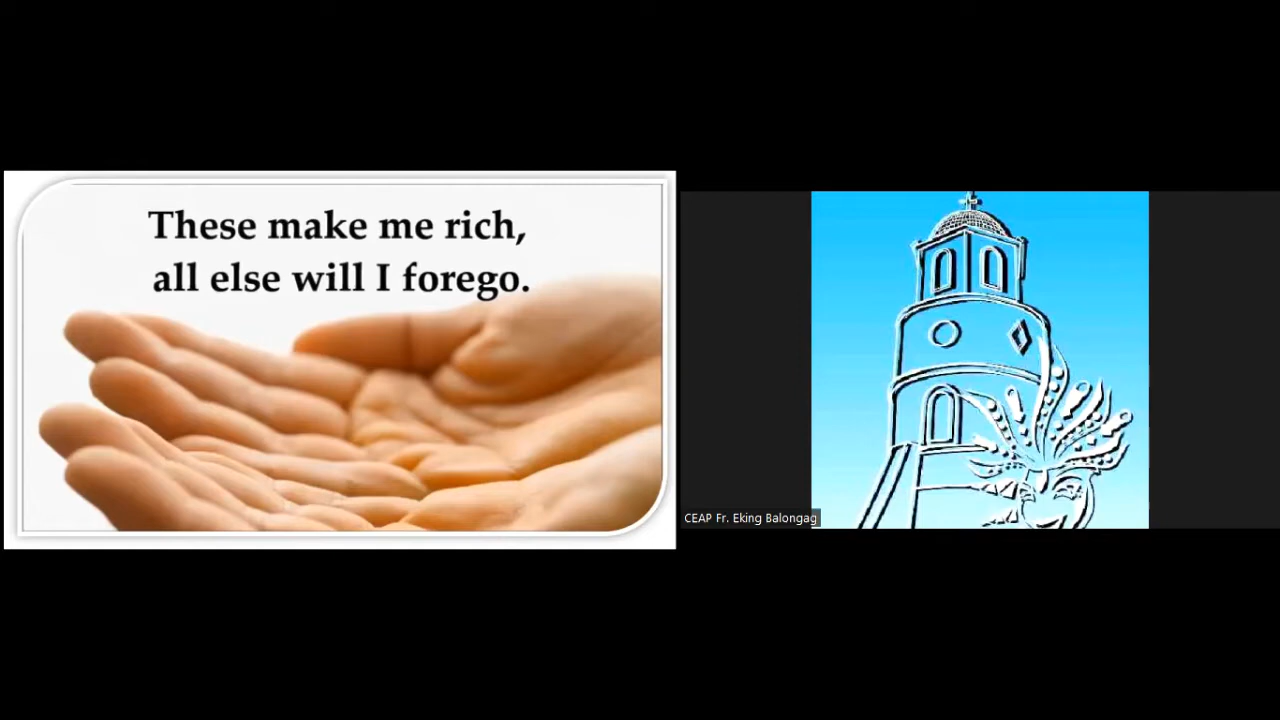 These make me rich,
all else will I forego.
CEAP Fr. Eking Balongag